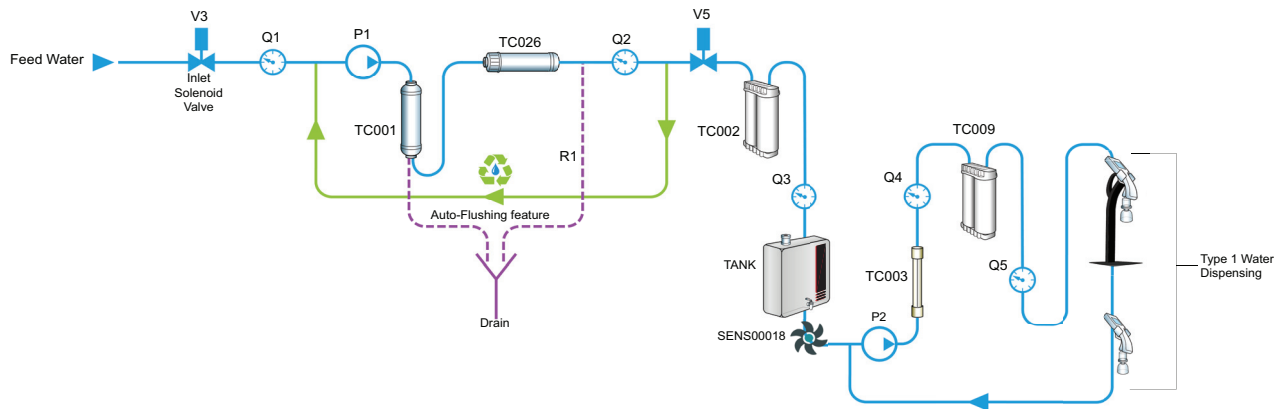 V3
V5
Q1
P1
TC026
Q2
Feed Water
Inlet
Solenoid
Valve
TC001
TC002
TC009
R1
Q3
Q4
Auto-Flushing feature
TANK
TC003
Q5
Type 1 Water
Dispensing
P2
Drain
SENS00018